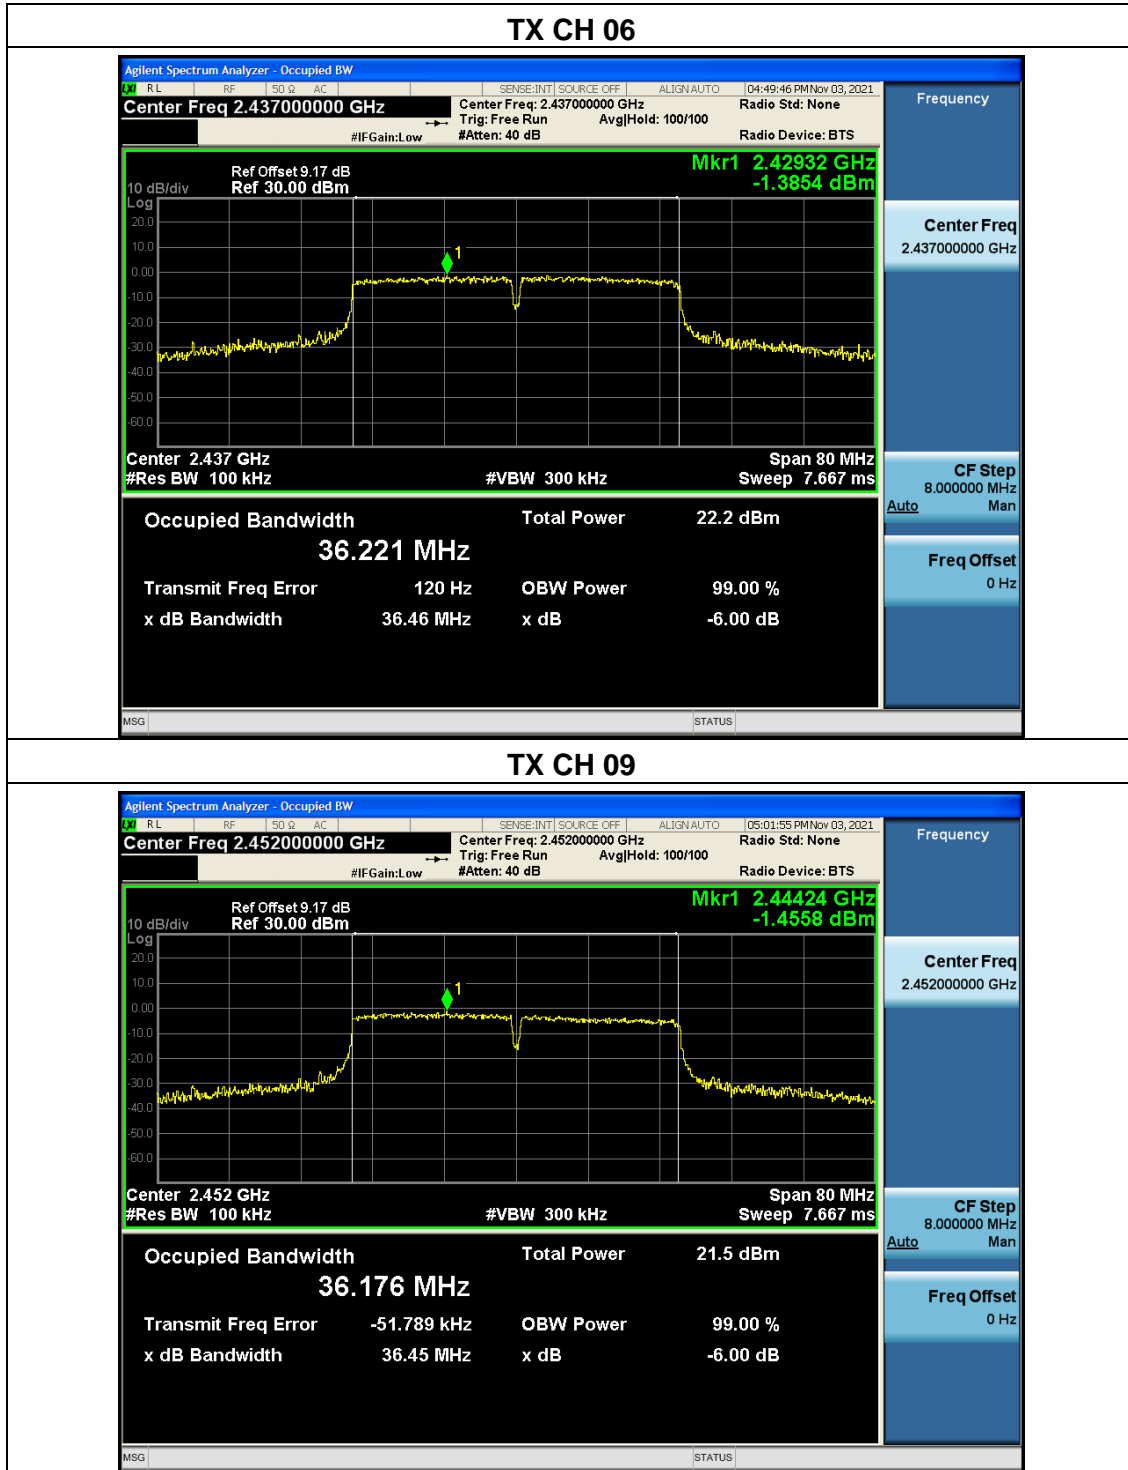 TX CH 06
Agilent Spectrum Analyzer - Occupied BW
LXI RL RF 50 Ω AC SENSE:INT SOURCE OFF ALIGN AUTO 04:49:46 PM Nov 03, 2021
Center Freq 2.437000000 GHz
Center Freq: 2.437000000 GHz Radio Std: None
Trig: Free Run Avg|Hold: 100/100
#IFGain:Low #Atten: 40 dB Radio Device: BTS
Frequency
Mkr1 2.42932 GHz
-1.3854 dBm
Ref Offset 9.17 dB
10 dB/div Ref 30.00 dBm
Log
20.0
10.0
0.00
-10.0
-20.0
-30.0
-40.0
-50.0
-60.0
1
Center Freq
2.437000000 GHz
Center 2.437 GHz Span 80 MHz
#Res BW 100 kHz #VBW 300 kHz Sweep 7.667 ms
CF Step
8.000000 MHz
Auto Man
Occupied Bandwidth Total Power 22.2 dBm
36.221 MHz
Transmit Freq Error 120 Hz OBW Power 99.00 %
x dB Bandwidth 36.46 MHz x dB -6.00 dB
Freq Offset
0 Hz
MSG STATUS
TX CH 09
Agilent Spectrum Analyzer - Occupied BW
LXI RL RF 50 Ω AC SENSE:INT SOURCE OFF ALIGN AUTO 05:01:55 PM Nov 03, 2021
Center Freq 2.452000000 GHz
Center Freq: 2.452000000 GHz Radio Std: None
Trig: Free Run Avg|Hold: 100/100
#IFGain:Low #Atten: 40 dB Radio Device: BTS
Frequency
Mkr1 2.44424 GHz
-1.4558 dBm
Ref Offset 9.17 dB
10 dB/div Ref 30.00 dBm
Log
20.0
10.0
0.00
-10.0
-20.0
-30.0
-40.0
-50.0
-60.0
1
Center Freq
2.452000000 GHz
Center 2.452 GHz Span 80 MHz
#Res BW 100 kHz #VBW 300 kHz Sweep 7.667 ms
CF Step
8.000000 MHz
Auto Man
Occupied Bandwidth Total Power 21.5 dBm
36.176 MHz
Transmit Freq Error -51.789 kHz OBW Power 99.00 %
x dB Bandwidth 36.45 MHz x dB -6.00 dB
Freq Offset
0 Hz
MSG STATUS